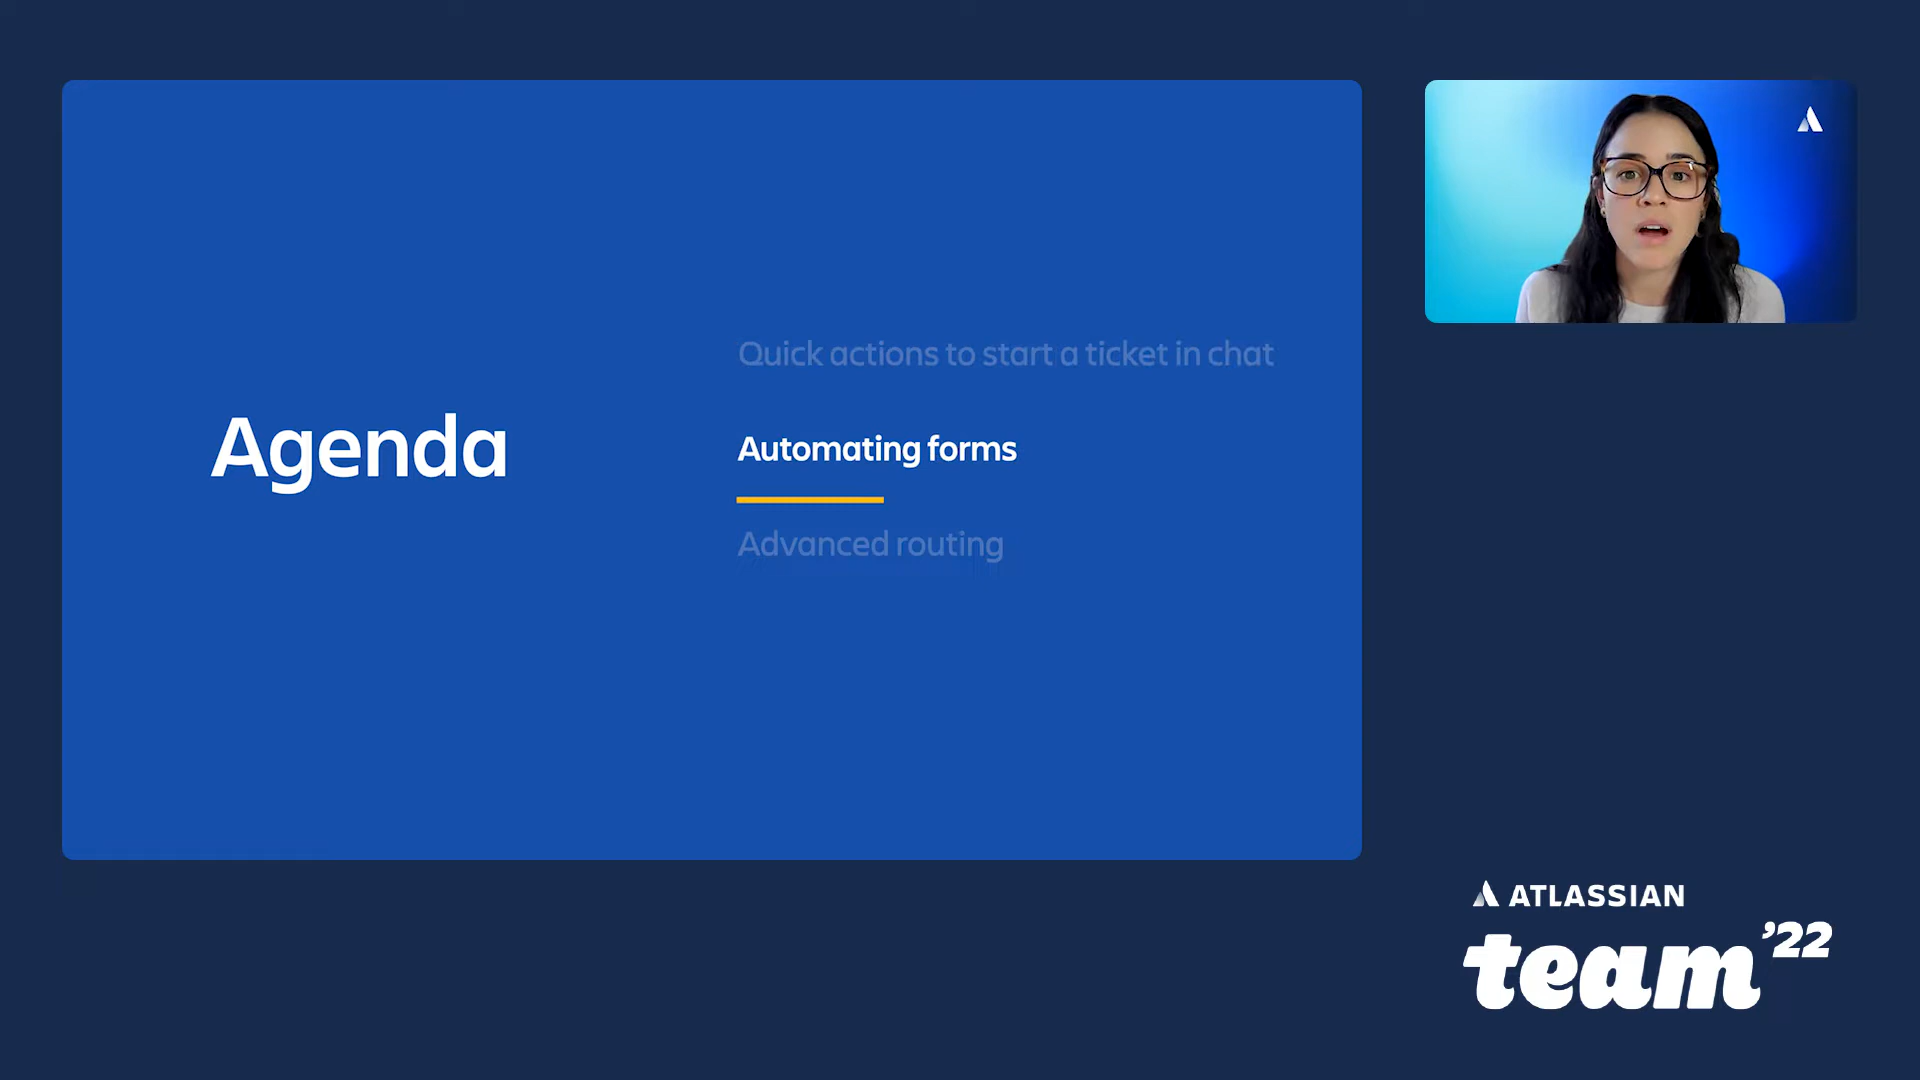 Agenda
Quick actions to start a ticket in chat
Automating forms
Advanced routing
ATLASSIAN
team '22